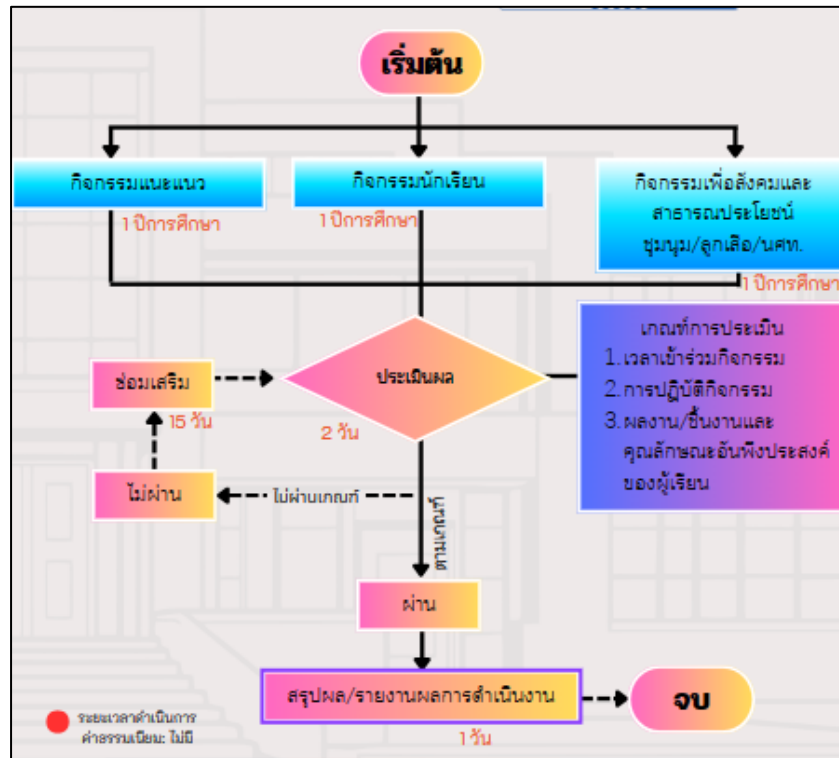 เริ่มต้น
กิจกรรมแนะแนว
1 ปีการศึกษา
กิจกรรมนักเรียน
1 ปีการศึกษา
กิจกรรมเพื่อสังคมและ
สาธารณประโยชน์
ชุมนุม/ลูกเสือ/นศท.
1 ปีการศึกษา
ประเมินผล
2 วัน
เกณฑ์การประเมิน
1. เวลาเข้าร่วมกิจกรรม
2. การปฏิบัติกิจกรรม
3. ผลงาน/ชิ้นงานและ
คุณลักษณะอันพึงประสงค์
ของผู้เรียน
ซ่อมเสริม
15 วัน
ไม่ผ่าน
ไม่ผ่านเกณฑ์
ตามเกณฑ์
ผ่าน
สรุปผล/รายงานผลการดำเนินงาน
1 วัน
จบ
ระยะเวลาดำเนินการ
ค่าธรรมเนียม: ไม่มี